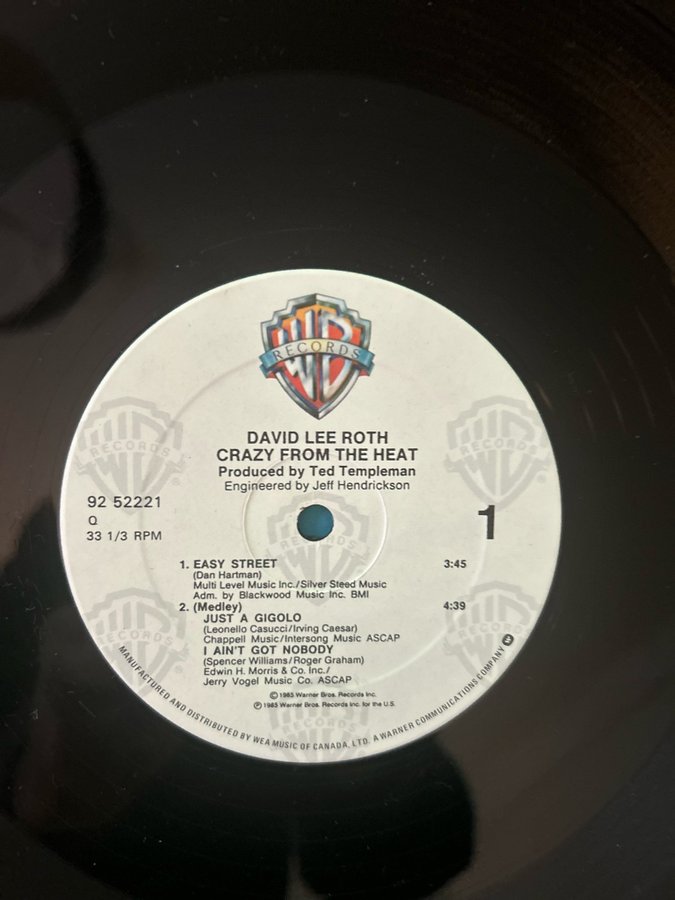 WB
RECORDS
DAVID LEE ROTH
CRAZY FROM THE HEAT
Produced by Ted Templeman
Engineered by Jeff Hendrickson
92 52221
Q
33 1/3 RPM
1
1. EASY STREET 3:45
(Dan Hartman)
Multi Level Music Inc./Silver Steed Music
Adm. by Blackwood Music Inc. BMI
2. (Medley) 4:39
JUST A GIGOLO
(Leonello Casucci/Irving Caesar)
Chappell Music/Intersong Music ASCAP
I AIN'T GOT NOBODY
(Spencer Williams/Roger Graham)
Edwin H. Morris & Co. Inc./
Jerry Vogel Music Co. ASCAP
© 1985 Warner Bros. Records Inc.
℗ 1985 Warner Bros. Records Inc. for the U.S.
MANUFACTURED AND DISTRIBUTED BY WEA MUSIC OF CANADA, LTD. A WARNER COMMUNICATIONS COMPANY